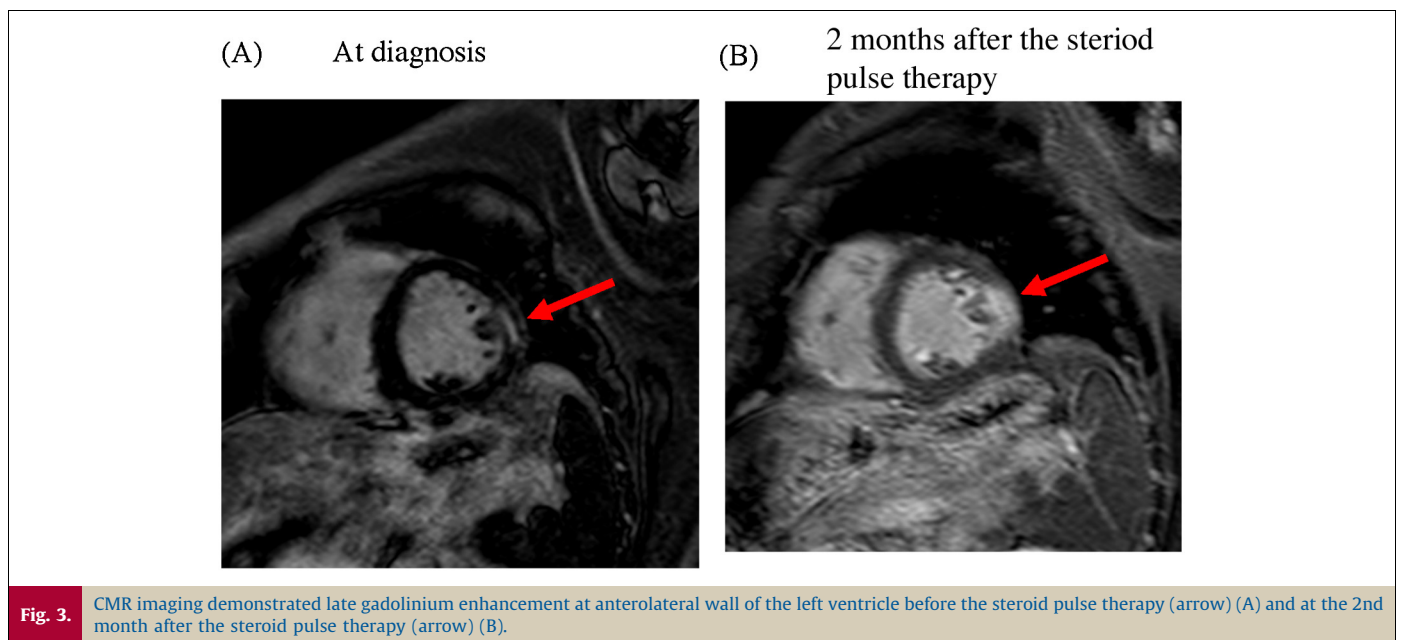 (A) At diagnosis
(B) 2 months after the steriod
pulse therapy
Fig. 3. CMR imaging demonstrated late gadolinium enhancement at anterolateral wall of the left ventricle before the steroid pulse therapy (arrow) (A) and at the 2nd
month after the steroid pulse therapy (arrow) (B).